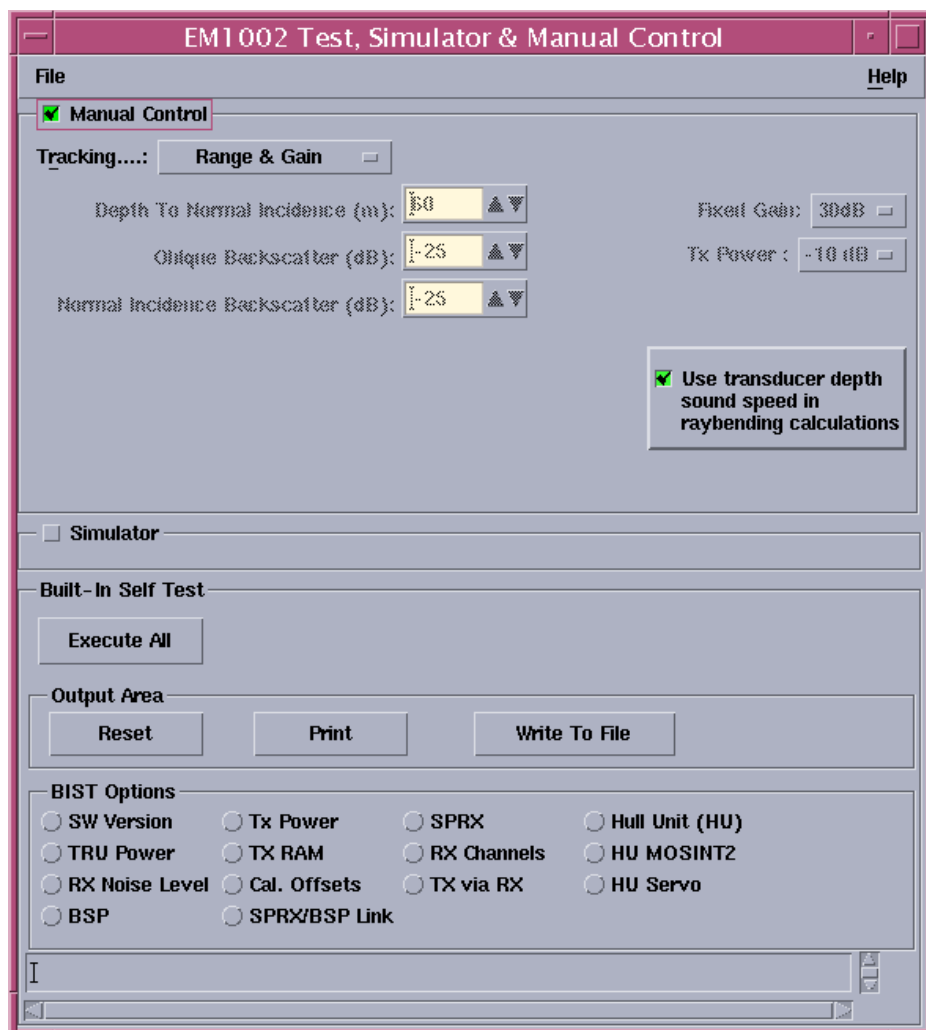 EM1002 Test, Simulator & Manual Control
File Help
Manual Control
Tracking....: Range & Gain
Depth To Normal Incidence (m): 60 Fixed Gain: 30dB
Oblique Backscatter (dB): -25 Tx Power : -10 dB
Normal Incidence Backscatter (dB): -25
Use transducer depth
sound speed in
raybending calculations
Simulator
Built-In Self Test
Execute All
Output Area
Reset Print Write To File
BIST Options
SW Version Tx Power SPRX Hull Unit (HU)
TRU Power TX RAM RX Channels HU MOSINT2
RX Noise Level Cal. Offsets TX via RX HU Servo
BSP SPRX/BSP Link